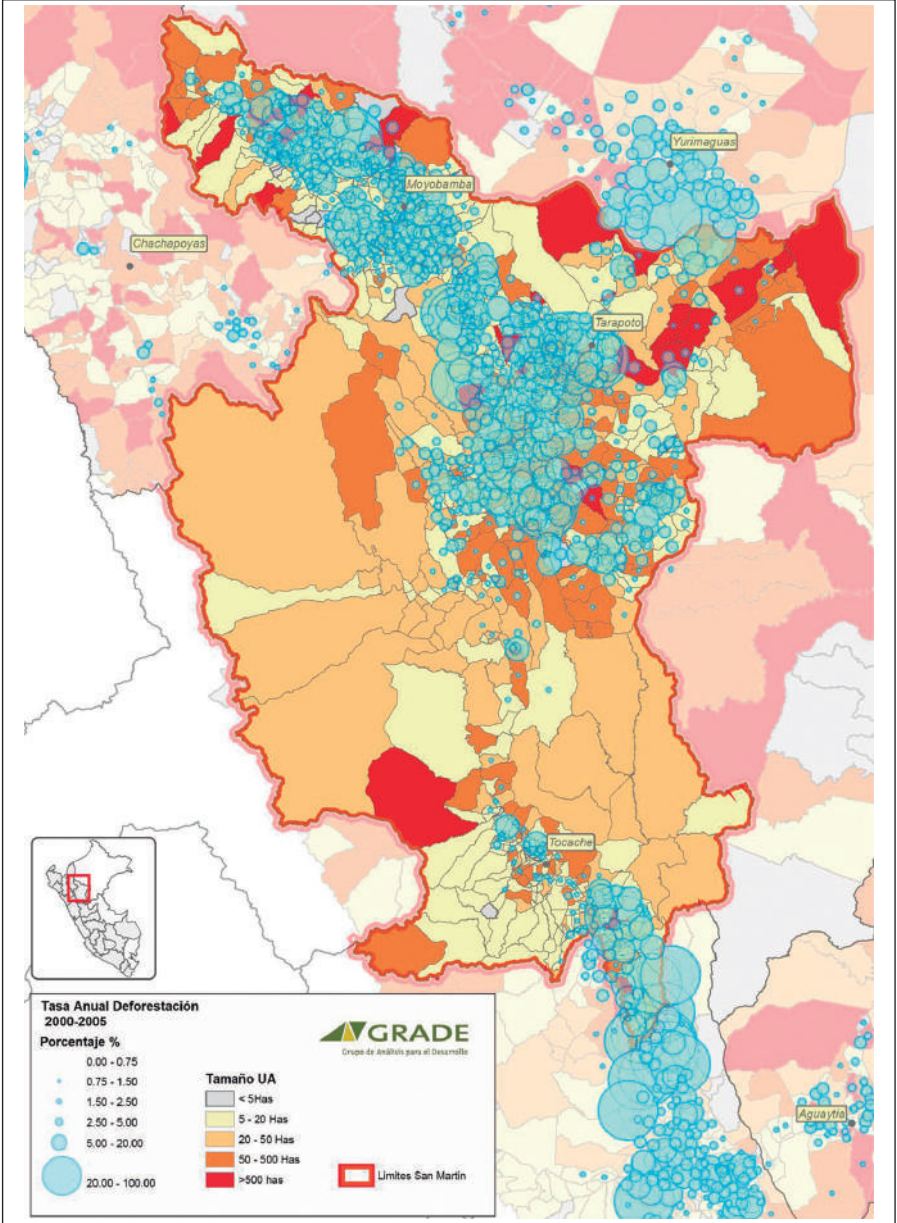 Yurimaguas
Moyobamba
Chachapoyas
Tarapoto
Tocache
Aguaytia
Tasa Anual Deforestación
2000-2005
Porcentaje %
0.00 - 0.75
0.75 - 1.50
1.50 - 2.50
2.50 - 5.00
5.00 - 20.00
20.00 - 100.00
GRADE
Grupo de Análisis para el Desarrollo
Tamaño UA
< 5Has
5 - 20 Has
20 - 50 Has
50 - 500 Has
>500 has
Limites San Martin